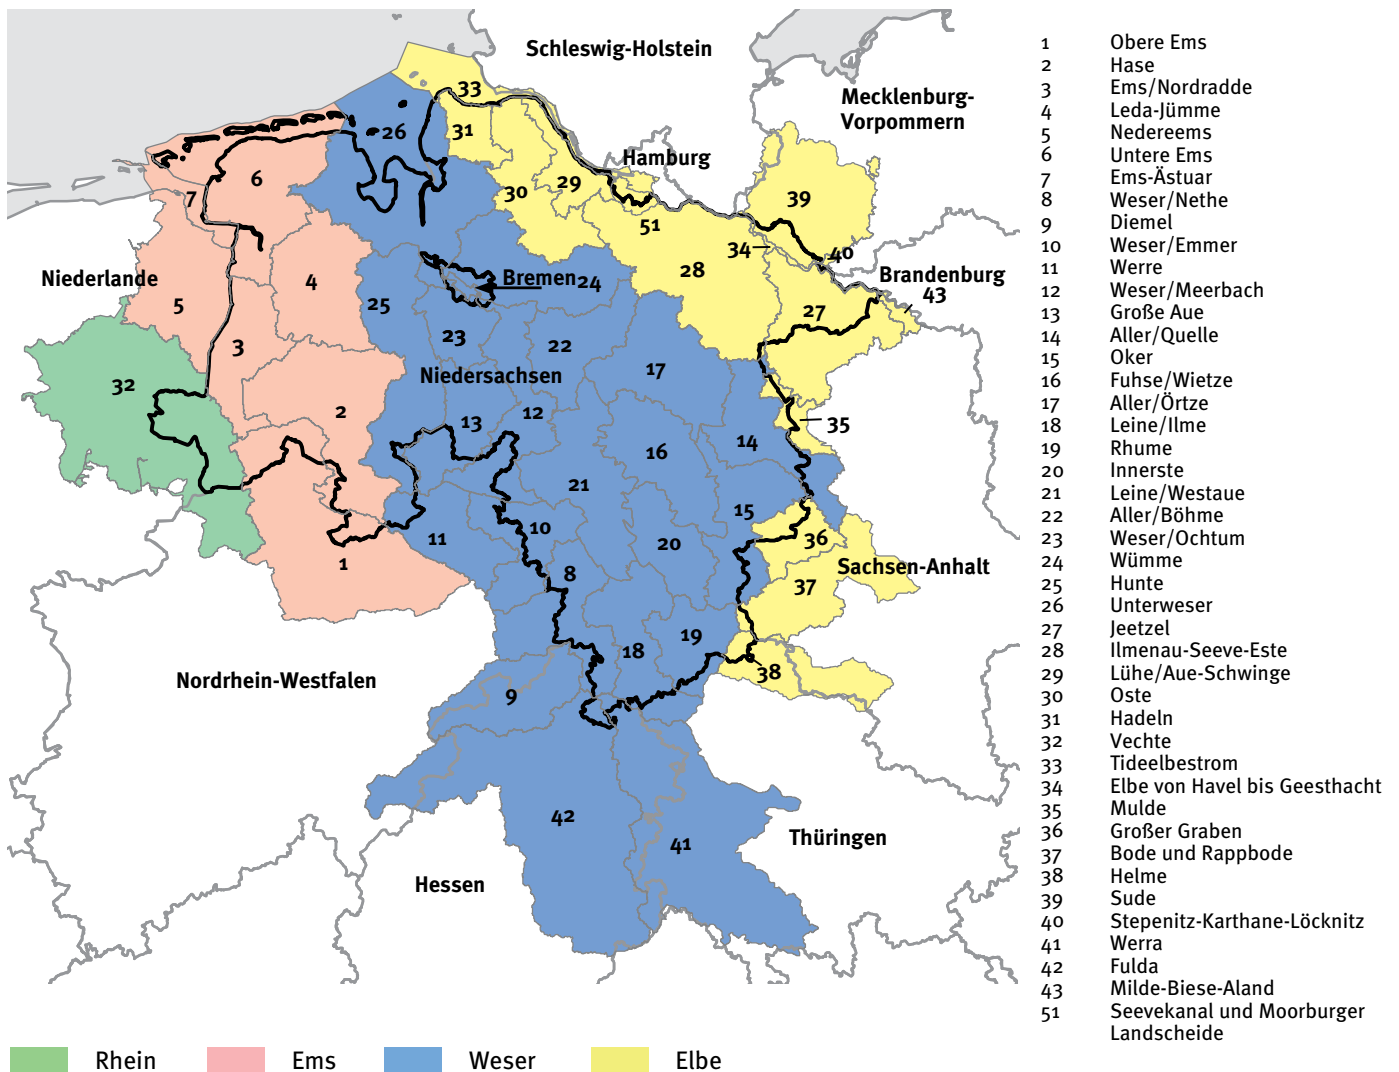 Schleswig-Holstein
Mecklenburg-
Vorpommern
Hamburg
Niederlande
Bremen
Brandenburg
Niedersachsen
Sachsen-Anhalt
Nordrhein-Westfalen
Thüringen
Hessen
33
26
31
6
7
30
29
39
51
34
40
28
43
4
24
5
25
27
3
23
22
32
17
2
12
13
35
14
16
21
15
10
11
36
20
1
8
37
19
18
38
9
42
41
1 Obere Ems
2 Hase
3 Ems/Nordradde
4 Leda-Jümme
5 Nedereems
6 Untere Ems
7 Ems-Ästuar
8 Weser/Nethe
9 Diemel
10 Weser/Emmer
11 Werre
12 Weser/Meerbach
13 Große Aue
14 Aller/Quelle
15 Oker
16 Fuhse/Wietze
17 Aller/Örtze
18 Leine/Ilme
19 Rhume
20 Innerste
21 Leine/Westaue
22 Aller/Böhme
23 Weser/Ochtum
24 Wümme
25 Hunte
26 Unterweser
27 Jeetzel
28 Ilmenau-Seeve-Este
29 Lühe/Aue-Schwinge
30 Oste
31 Hadeln
32 Vechte
33 Tideelbestrom
34 Elbe von Havel bis Geesthacht
35 Mulde
36 Großer Graben
37 Bode und Rappbode
38 Helme
39 Sude
40 Stepenitz-Karthane-Löcknitz
41 Werra
42 Fulda
43 Milde-Biese-Aland
51 Seevekanal und Moorburger
Landscheide
Rhein
Ems
Weser
Elbe